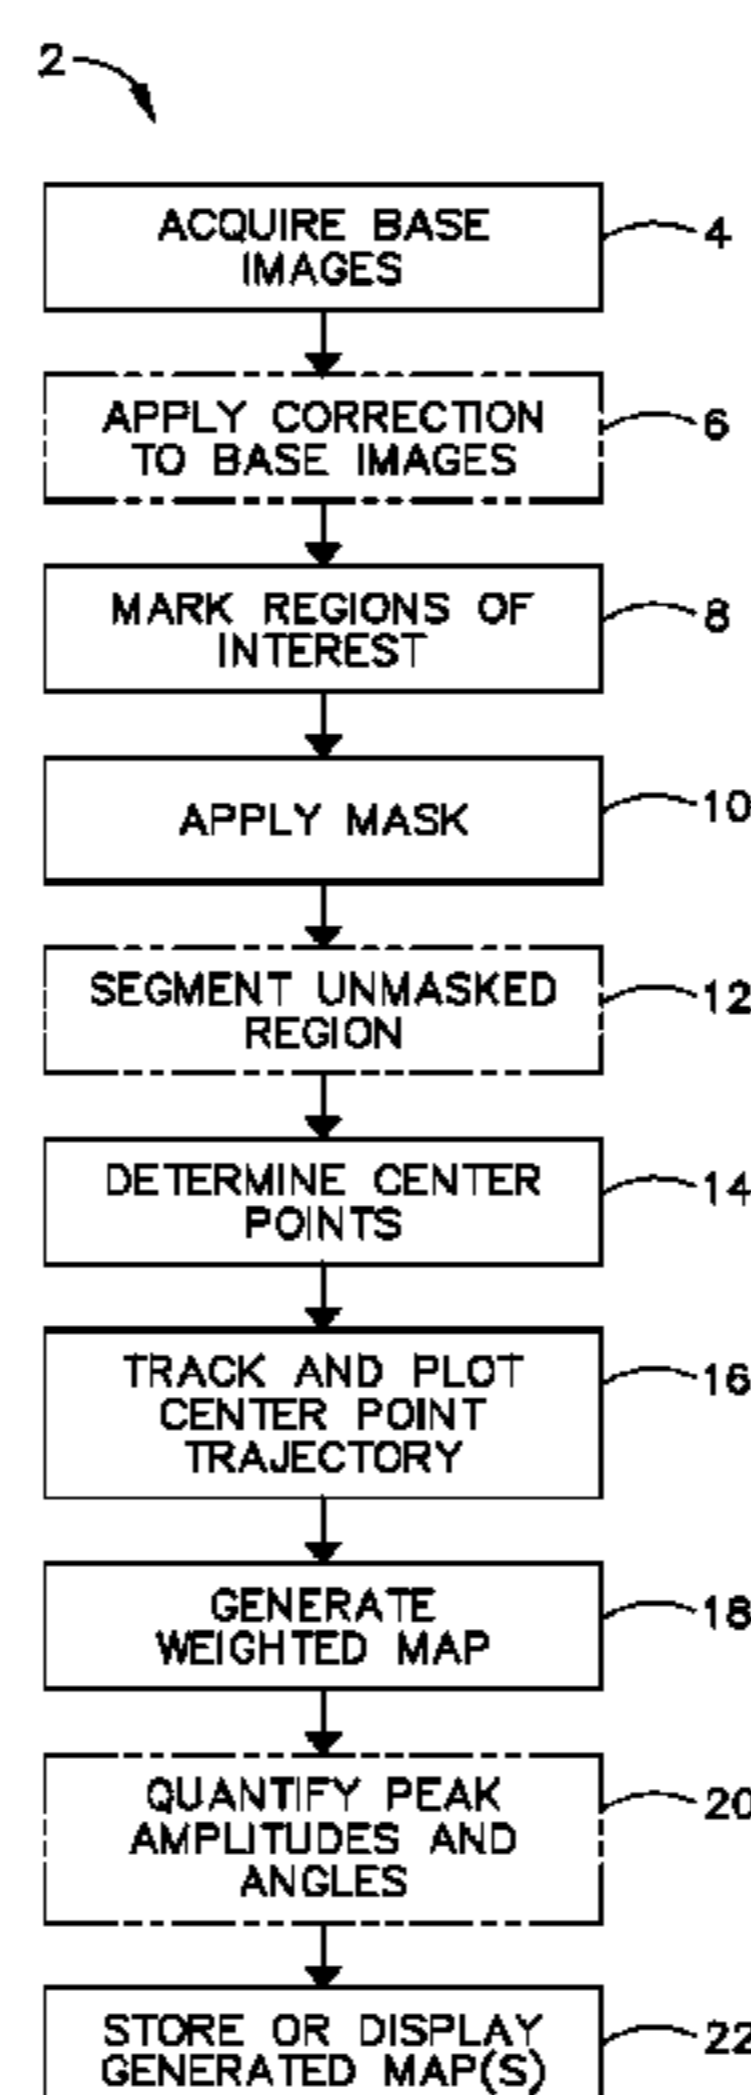 2
ACQUIRE BASE
IMAGES
4
APPLY CORRECTION
TO BASE IMAGES
6
MARK REGIONS OF
INTEREST
8
APPLY MASK
10
SEGMENT UNMASKED
REGION
12
DETERMINE CENTER
POINTS
14
TRACK AND PLOT
CENTER POINT
TRAJECTORY
16
GENERATE
WEIGHTED MAP
18
QUANTIFY PEAK
AMPLITUDES AND
ANGLES
20
STORE OR DISPLAY
GENERATED MAP(S)
22